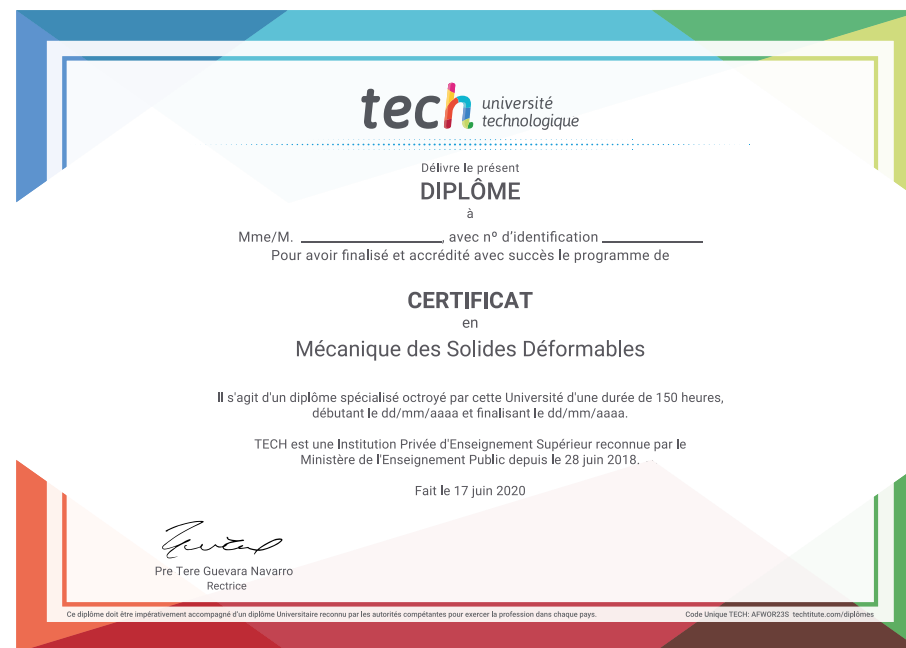 tech université
technologique
Délivre le présent
DIPLÔME
à
Mme/M. ____________________, avec nº d'identification ______________
Pour avoir finalisé et accrédité avec succès le programme de
CERTIFICAT
en
Mécanique des Solides Déformables
Il s'agit d'un diplôme spécialisé octroyé par cette Université d'une durée de 150 heures,
débutant le dd/mm/aaaa et finalisant le dd/mm/aaaa.
TECH est une Institution Privée d'Enseignement Supérieur reconnue par le
Ministère de l'Enseignement Public depuis le 28 juin 2018.
Fait le 17 juin 2020
Pre Tere Guevara Navarro
Rectrice
Ce diplôme doit être impérativement accompagné d'un diplôme Universitaire reconnu par les autorités compétantes pour exercer la profession dans chaque pays. Code Unique TECH: AFWOR23S techtitute.com/diplômes